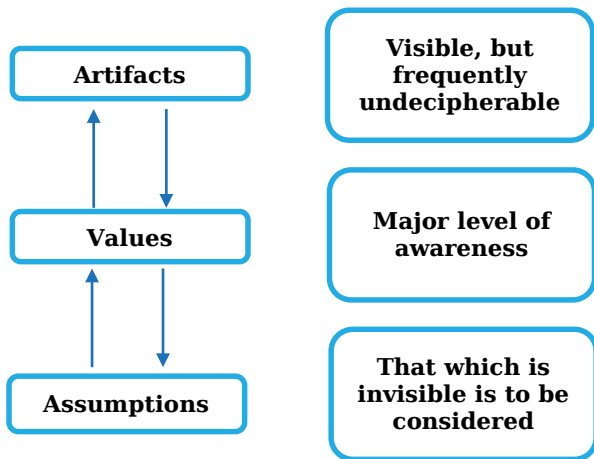 Artifacts
Visible, but
frequently
undecipherable
Values
Major level of
awareness
Assumptions
That which is
invisible is to be
considered